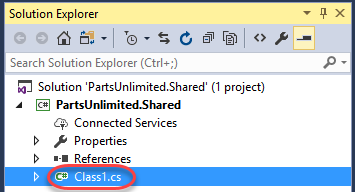 Solution Explorer
Search Solution Explorer (Ctrl+;)
Solution 'PartsUnlimited.Shared' (1 project)
C# PartsUnlimited.Shared
Connected Services
Properties
References
C# Class1.cs